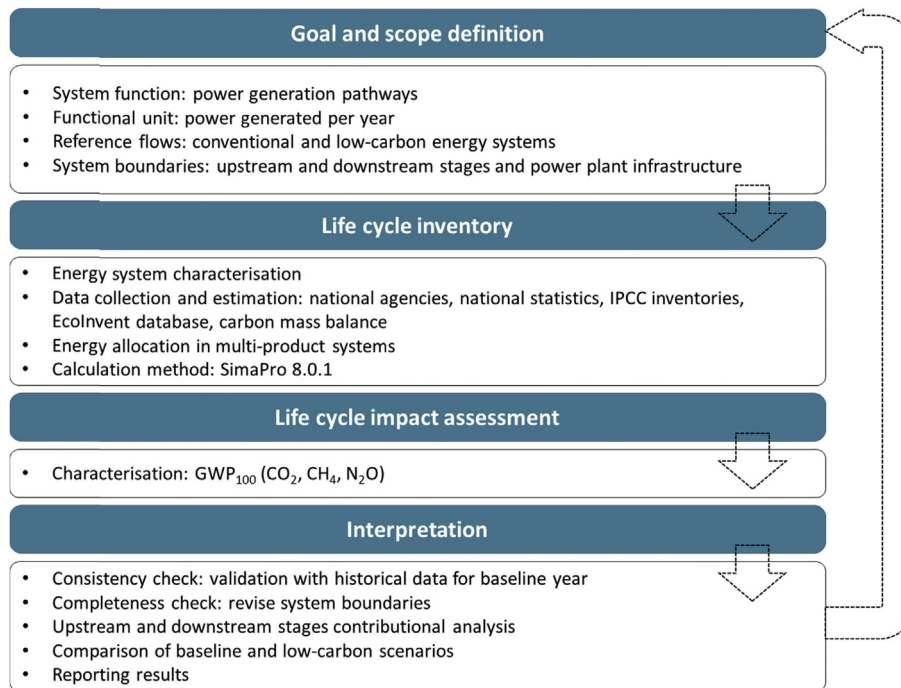 Goal and scope definition
• System function: power generation pathways
• Functional unit: power generated per year
• Reference flows: conventional and low-carbon energy systems
• System boundaries: upstream and downstream stages and power plant infrastructure
Life cycle inventory
• Energy system characterisation
• Data collection and estimation: national agencies, national statistics, IPCC inventories,
EcoInvent database, carbon mass balance
• Energy allocation in multi-product systems
• Calculation method: SimaPro 8.0.1
Life cycle impact assessment
• Characterisation: GWP₁₀₀ (CO₂, CH₄, N₂O)
Interpretation
• Consistency check: validation with historical data for baseline year
• Completeness check: revise system boundaries
• Upstream and downstream stages contributional analysis
• Comparison of baseline and low-carbon scenarios
• Reporting results